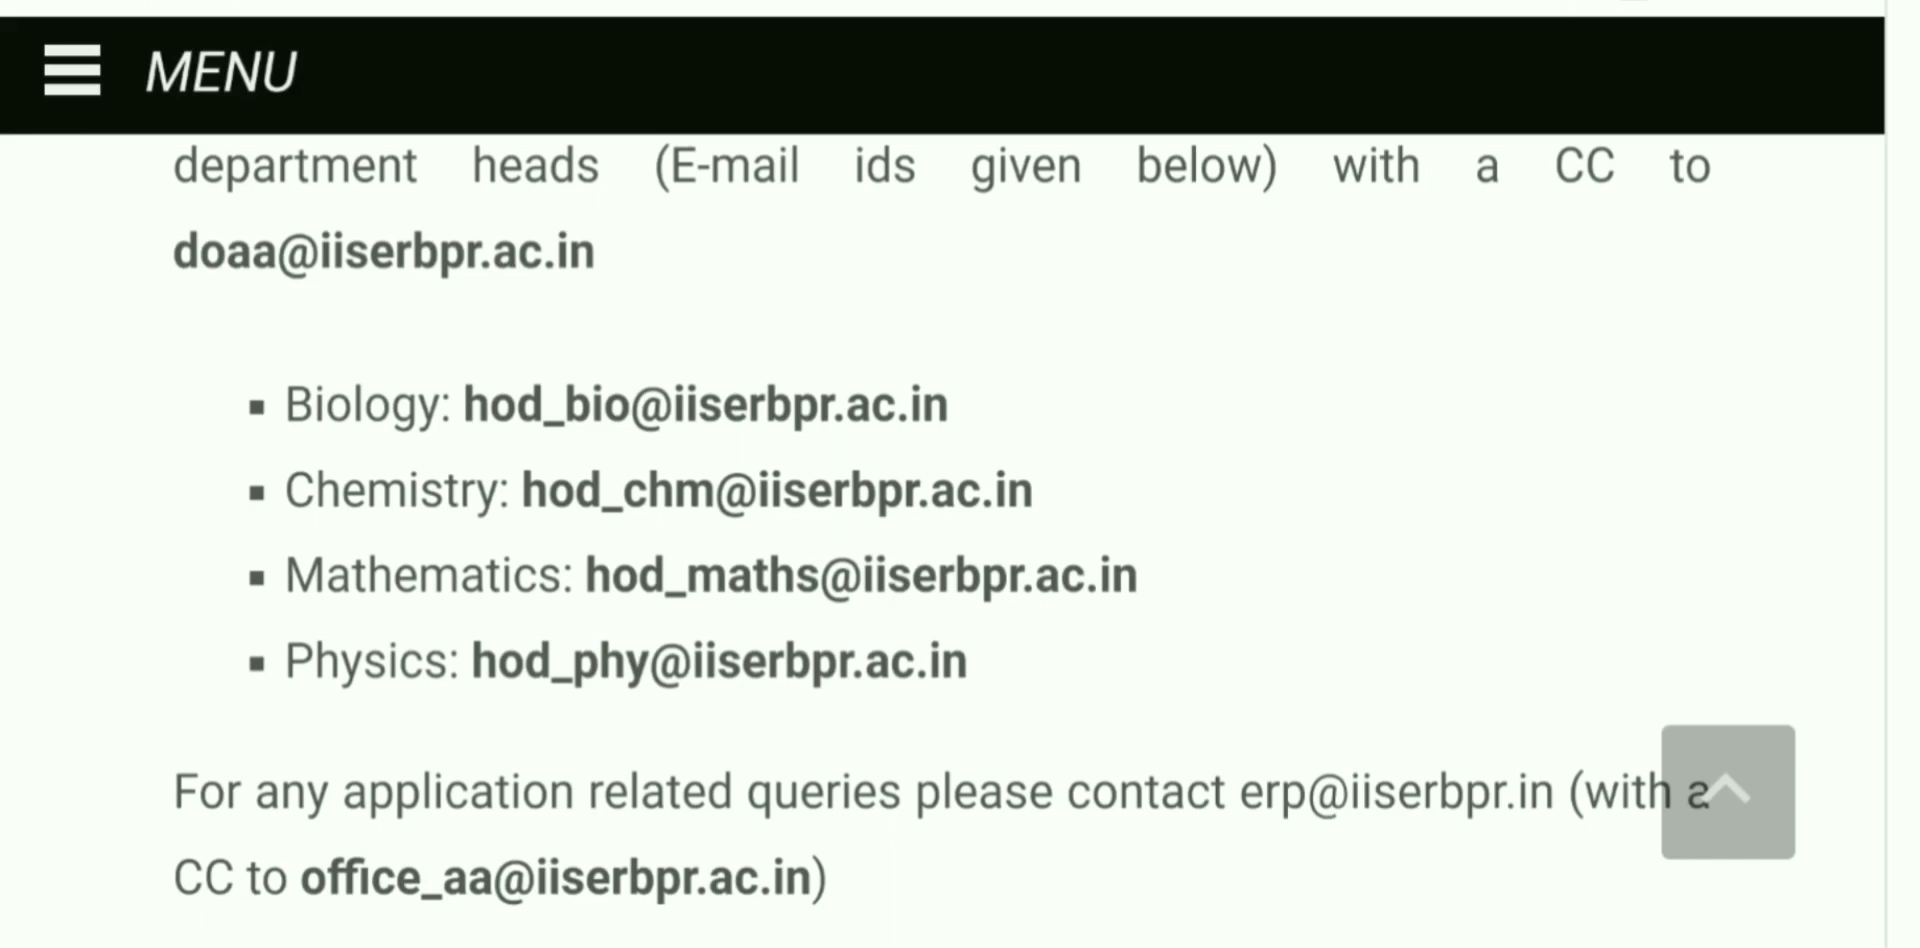 MENU
department heads (E-mail ids given below) with a CC to
doaa@iiserbpr.ac.in
▪ Biology: hod_bio@iiserbpr.ac.in
▪ Chemistry: hod_chm@iiserbpr.ac.in
▪ Mathematics: hod_maths@iiserbpr.ac.in
▪ Physics: hod_phy@iiserbpr.ac.in
For any application related queries please contact erp@iiserbpr.in (with a
CC to office_aa@iiserbpr.ac.in)